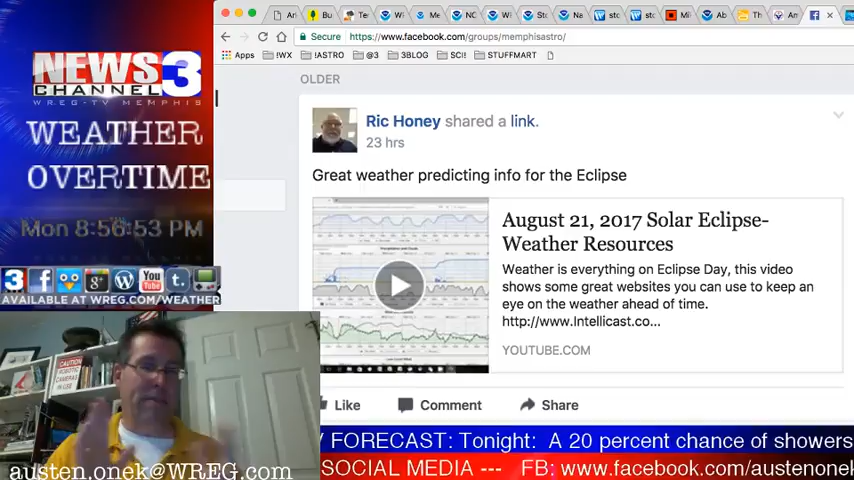 NEWS
CHANNEL 3
WREG-TV MEMPHIS
WEATHER
OVERTIME
Mon 8:56:53 PM
AVAILABLE AT WREG.COM/WEATHER
You
Tube
CAUTION
austen.onek@WREG.com
Secure https://www.facebook.com/groups/memphisastro/
Apps !WX !ASTRO @3 3BLOG SCI! STUFFMART
OLDER
Ric Honey shared a link.
23 hrs
Great weather predicting info for the Eclipse
August 21, 2017 Solar Eclipse-
Weather Resources
Weather is everything on Eclipse Day, this video
shows some great websites you can use to keep an
eye on the weather ahead of time.
http://www.Intellicast.co...
YOUTUBE.COM
Like Comment Share
FORECAST: Tonight: A 20 percent chance of showers
SOCIAL MEDIA --- FB: www.facebook.com/austenonek